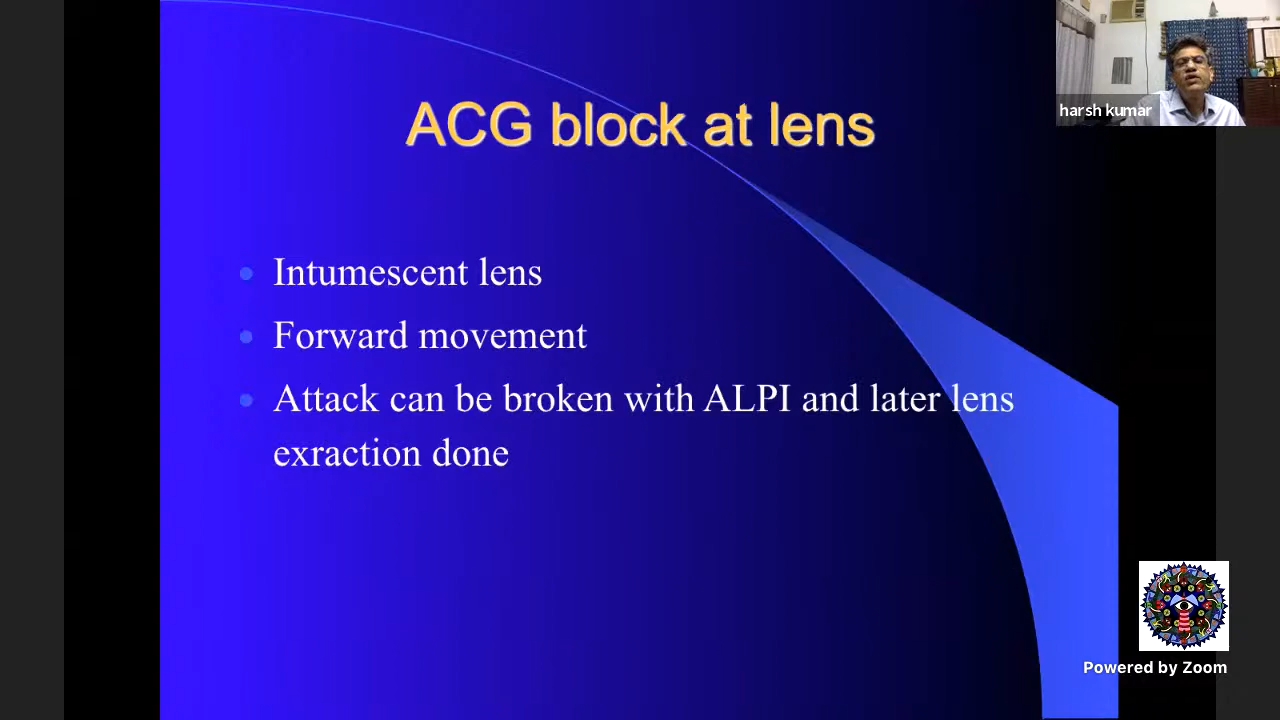 ACG block at lens
harsh kumar
Intumescent lens
Forward movement
Attack can be broken with ALPI and later lens
exraction done
Powered by Zoom